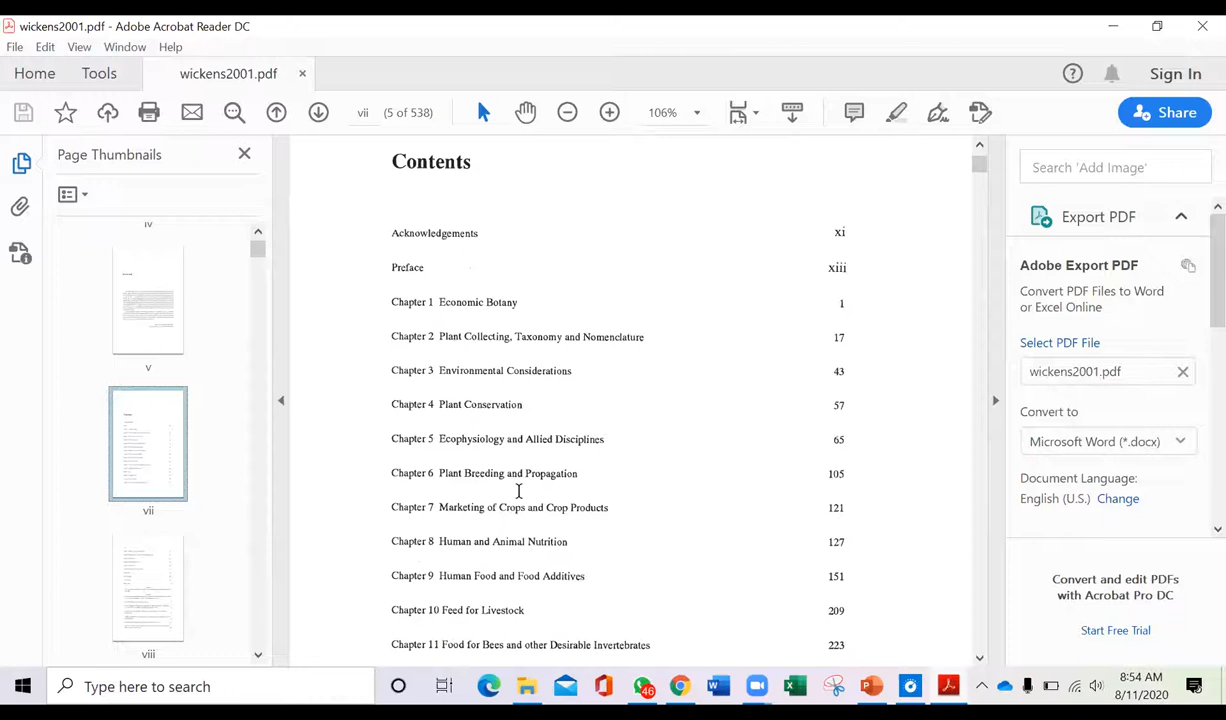 wickens2001.pdf - Adobe Acrobat Reader DC
File Edit View Window Help
Home Tools wickens2001.pdf × Sign In
vii (5 of 538) 106% Share
Page Thumbnails
iv
v
vii
viii
Contents
Acknowledgements xi
Preface xiii
Chapter 1 Economic Botany 1
Chapter 2 Plant Collecting, Taxonomy and Nomenclature 17
Chapter 3 Environmental Considerations 43
Chapter 4 Plant Conservation 57
Chapter 5 Ecophysiology and Allied Disciplines 65
Chapter 6 Plant Breeding and Propagation 105
Chapter 7 Marketing of Crops and Crop Products 121
Chapter 8 Human and Animal Nutrition 127
Chapter 9 Human Food and Food Additives 151
Chapter 10 Feed for Livestock 209
Chapter 11 Food for Bees and other Desirable Invertebrates 223
Search 'Add Image'
Export PDF
Adobe Export PDF
Convert PDF Files to Word
or Excel Online
Select PDF File
wickens2001.pdf
Convert to
Microsoft Word (*.docx)
Document Language:
English (U.S.) Change
Convert and edit PDFs
with Acrobat Pro DC
Start Free Trial
Type here to search
46
8:54 AM
8/11/2020